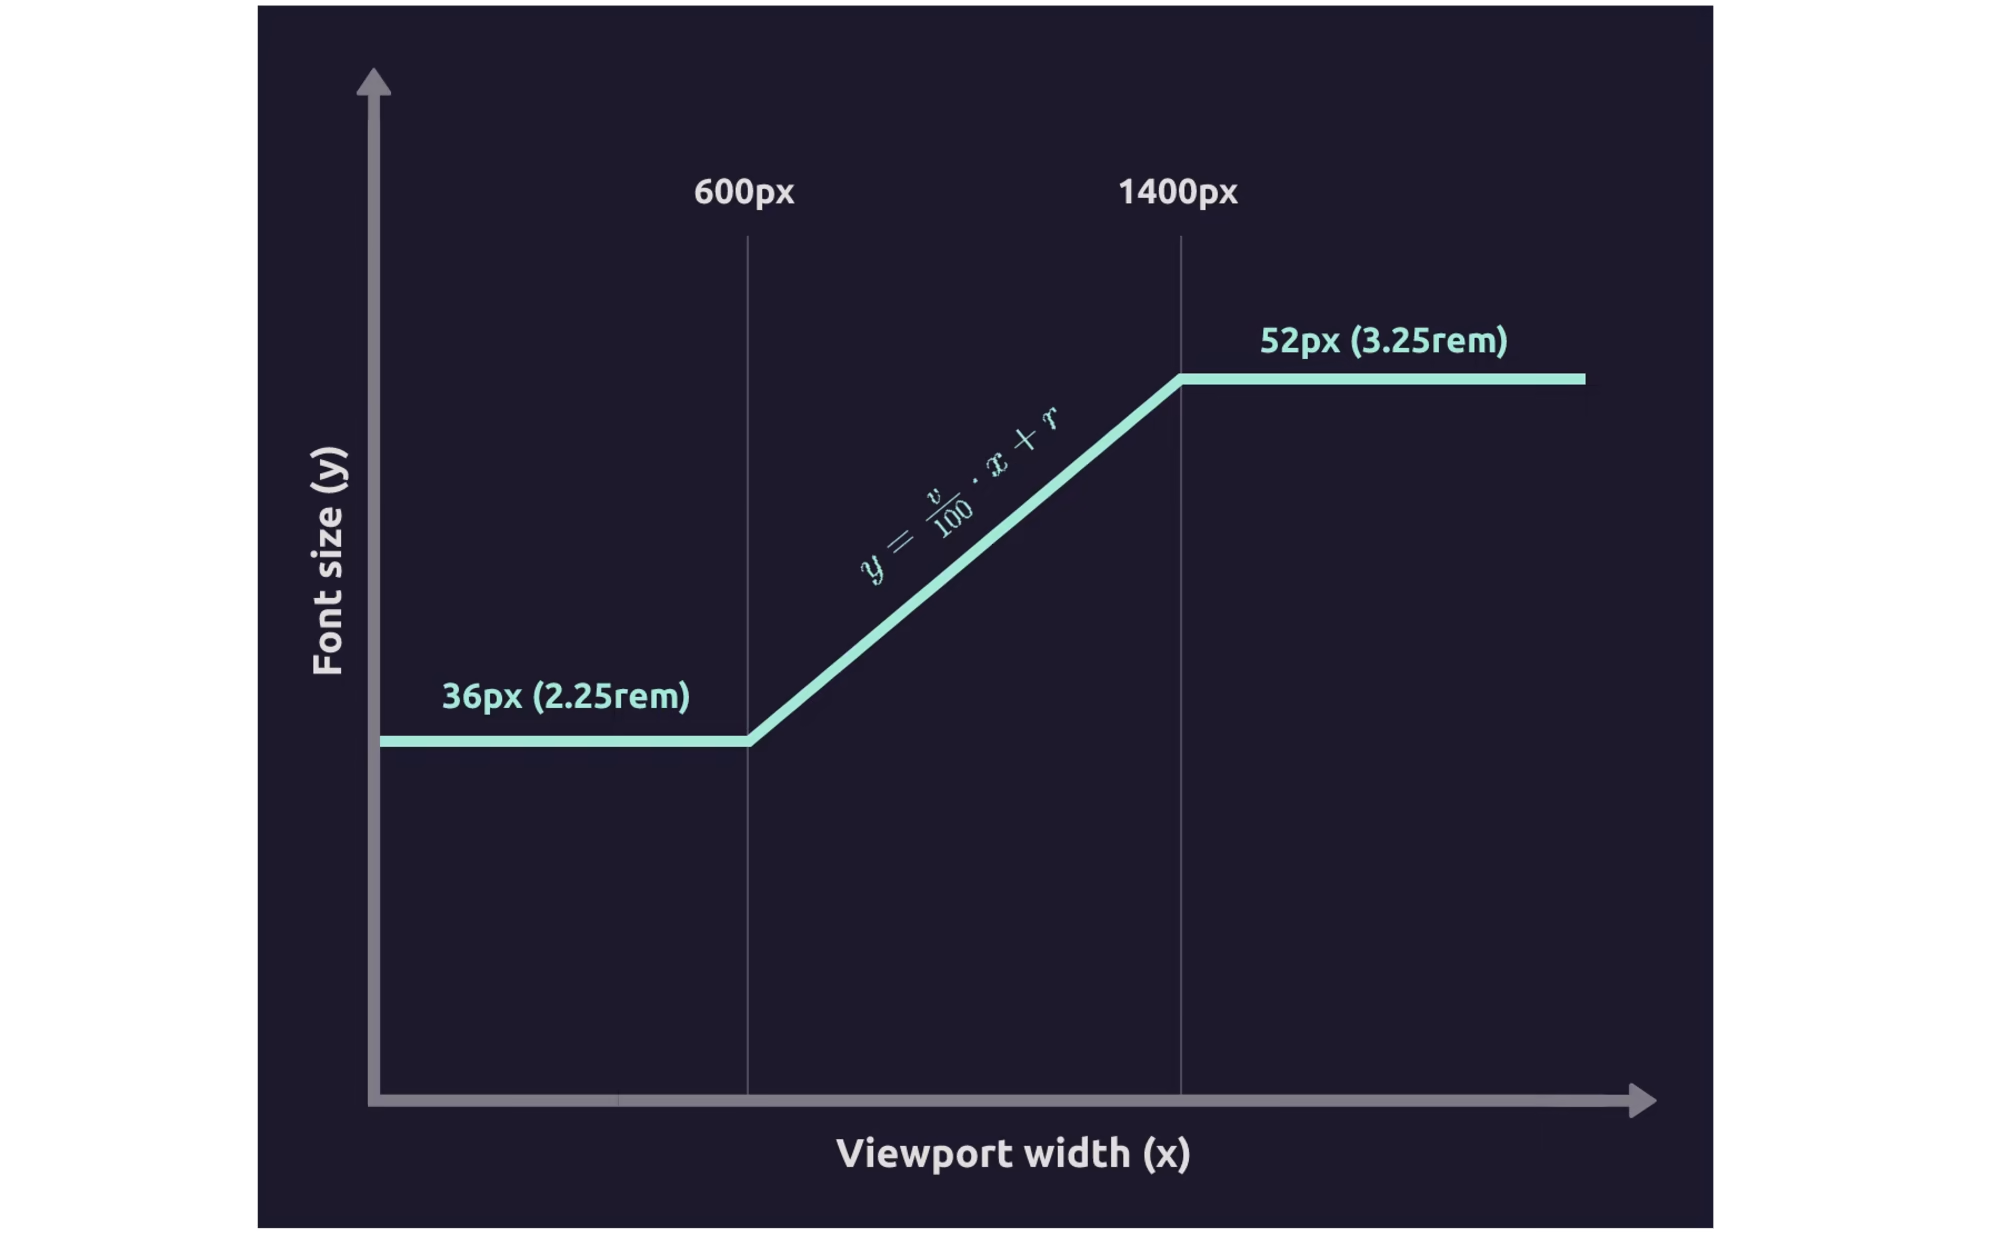 600px
1400px
52px (3.25rem)
y = v/100 · x + r
Font size (y)
36px (2.25rem)
Viewport width (x)